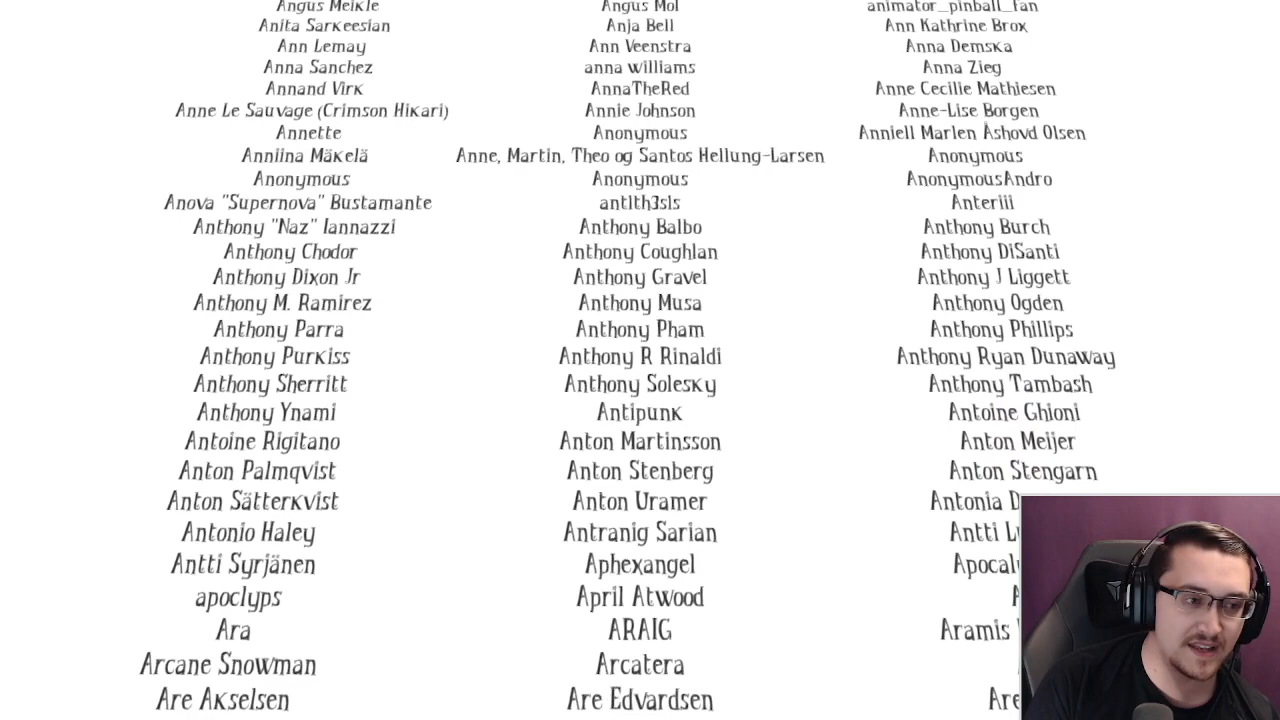 Angus Meikle Angus Mol animator_pinball_fan
Anita Sarkeesian Anja Bell Ann Kathrine Brox
Ann Lemay Ann Veenstra Anna Demska
Anna Sanchez anna williams Anna Zieg
Annand Virk AnnaTheRed Anne Cecilie Mathiesen
Anne Le Sauvage (Crimson Hikari) Annie Johnson Anne-Lise Borgen
Annette Anonymous Anniell Marlen Åshovd Olsen
Anniina Mäkelä Anne, Martin, Theo og Santos Hellung-Larsen Anonymous
Anonymous Anonymous AnonymousAndro
Anova "Supernova" Bustamante ant1th3s1s Anteriii
Anthony "Naz" Iannazzi Anthony Balbo Anthony Burch
Anthony Chodor Anthony Coughlan Anthony DiSanti
Anthony Dixon Jr Anthony Gravel Anthony J Liggett
Anthony M. Ramirez Anthony Musa Anthony Ogden
Anthony Parra Anthony Pham Anthony Phillips
Anthony Purkiss Anthony R Rinaldi Anthony Ryan Dunaway
Anthony Sherritt Anthony Solesky Anthony Tambash
Anthony Ynami Antipunk Antoine Ghioni
Antoine Rigitano Anton Martinsson Anton Meijer
Anton Palmqvist Anton Stenberg Anton Stengarn
Anton Sätterkvist Anton Uramer Antonia
Antonio Haley Antranig Sarian Antti
Antti Syrjänen Aphexangel
apoclyps April Atwood
Ara ARAIG Aramis
Arcane Snowman Arcatera
Are Akselsen Are Edvardsen Are